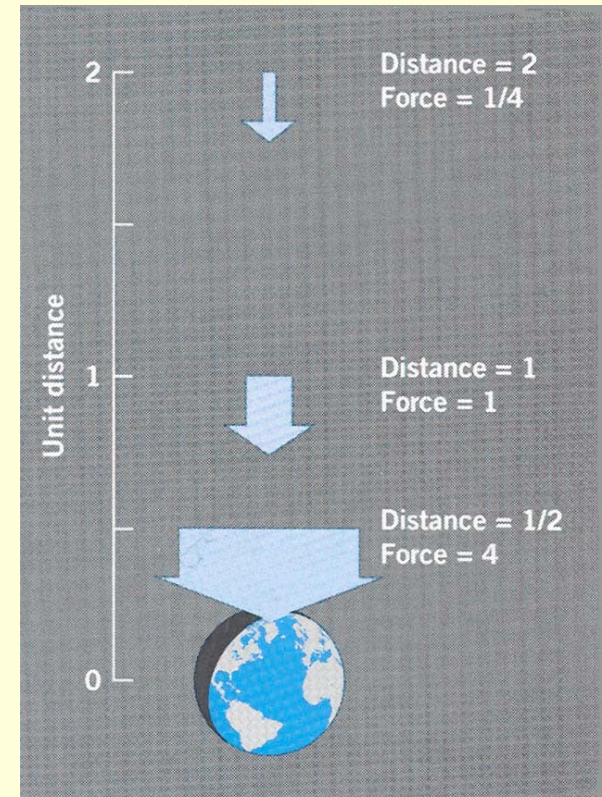 2
Distance = 2
Force = 1/4
Unit distance
1
Distance = 1
Force = 1
Distance = 1/2
Force = 4
0